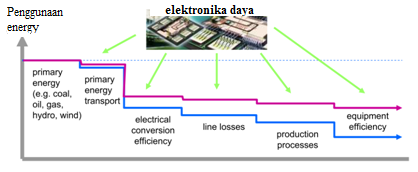 Penggunaan
energy
elektronika daya
primary
energy
(e.g. coal,
oil, gas,
hydro, wind)
primary
energy
transport
electrical
conversion
efficiency
line losses
production
processes
equipment
efficiency